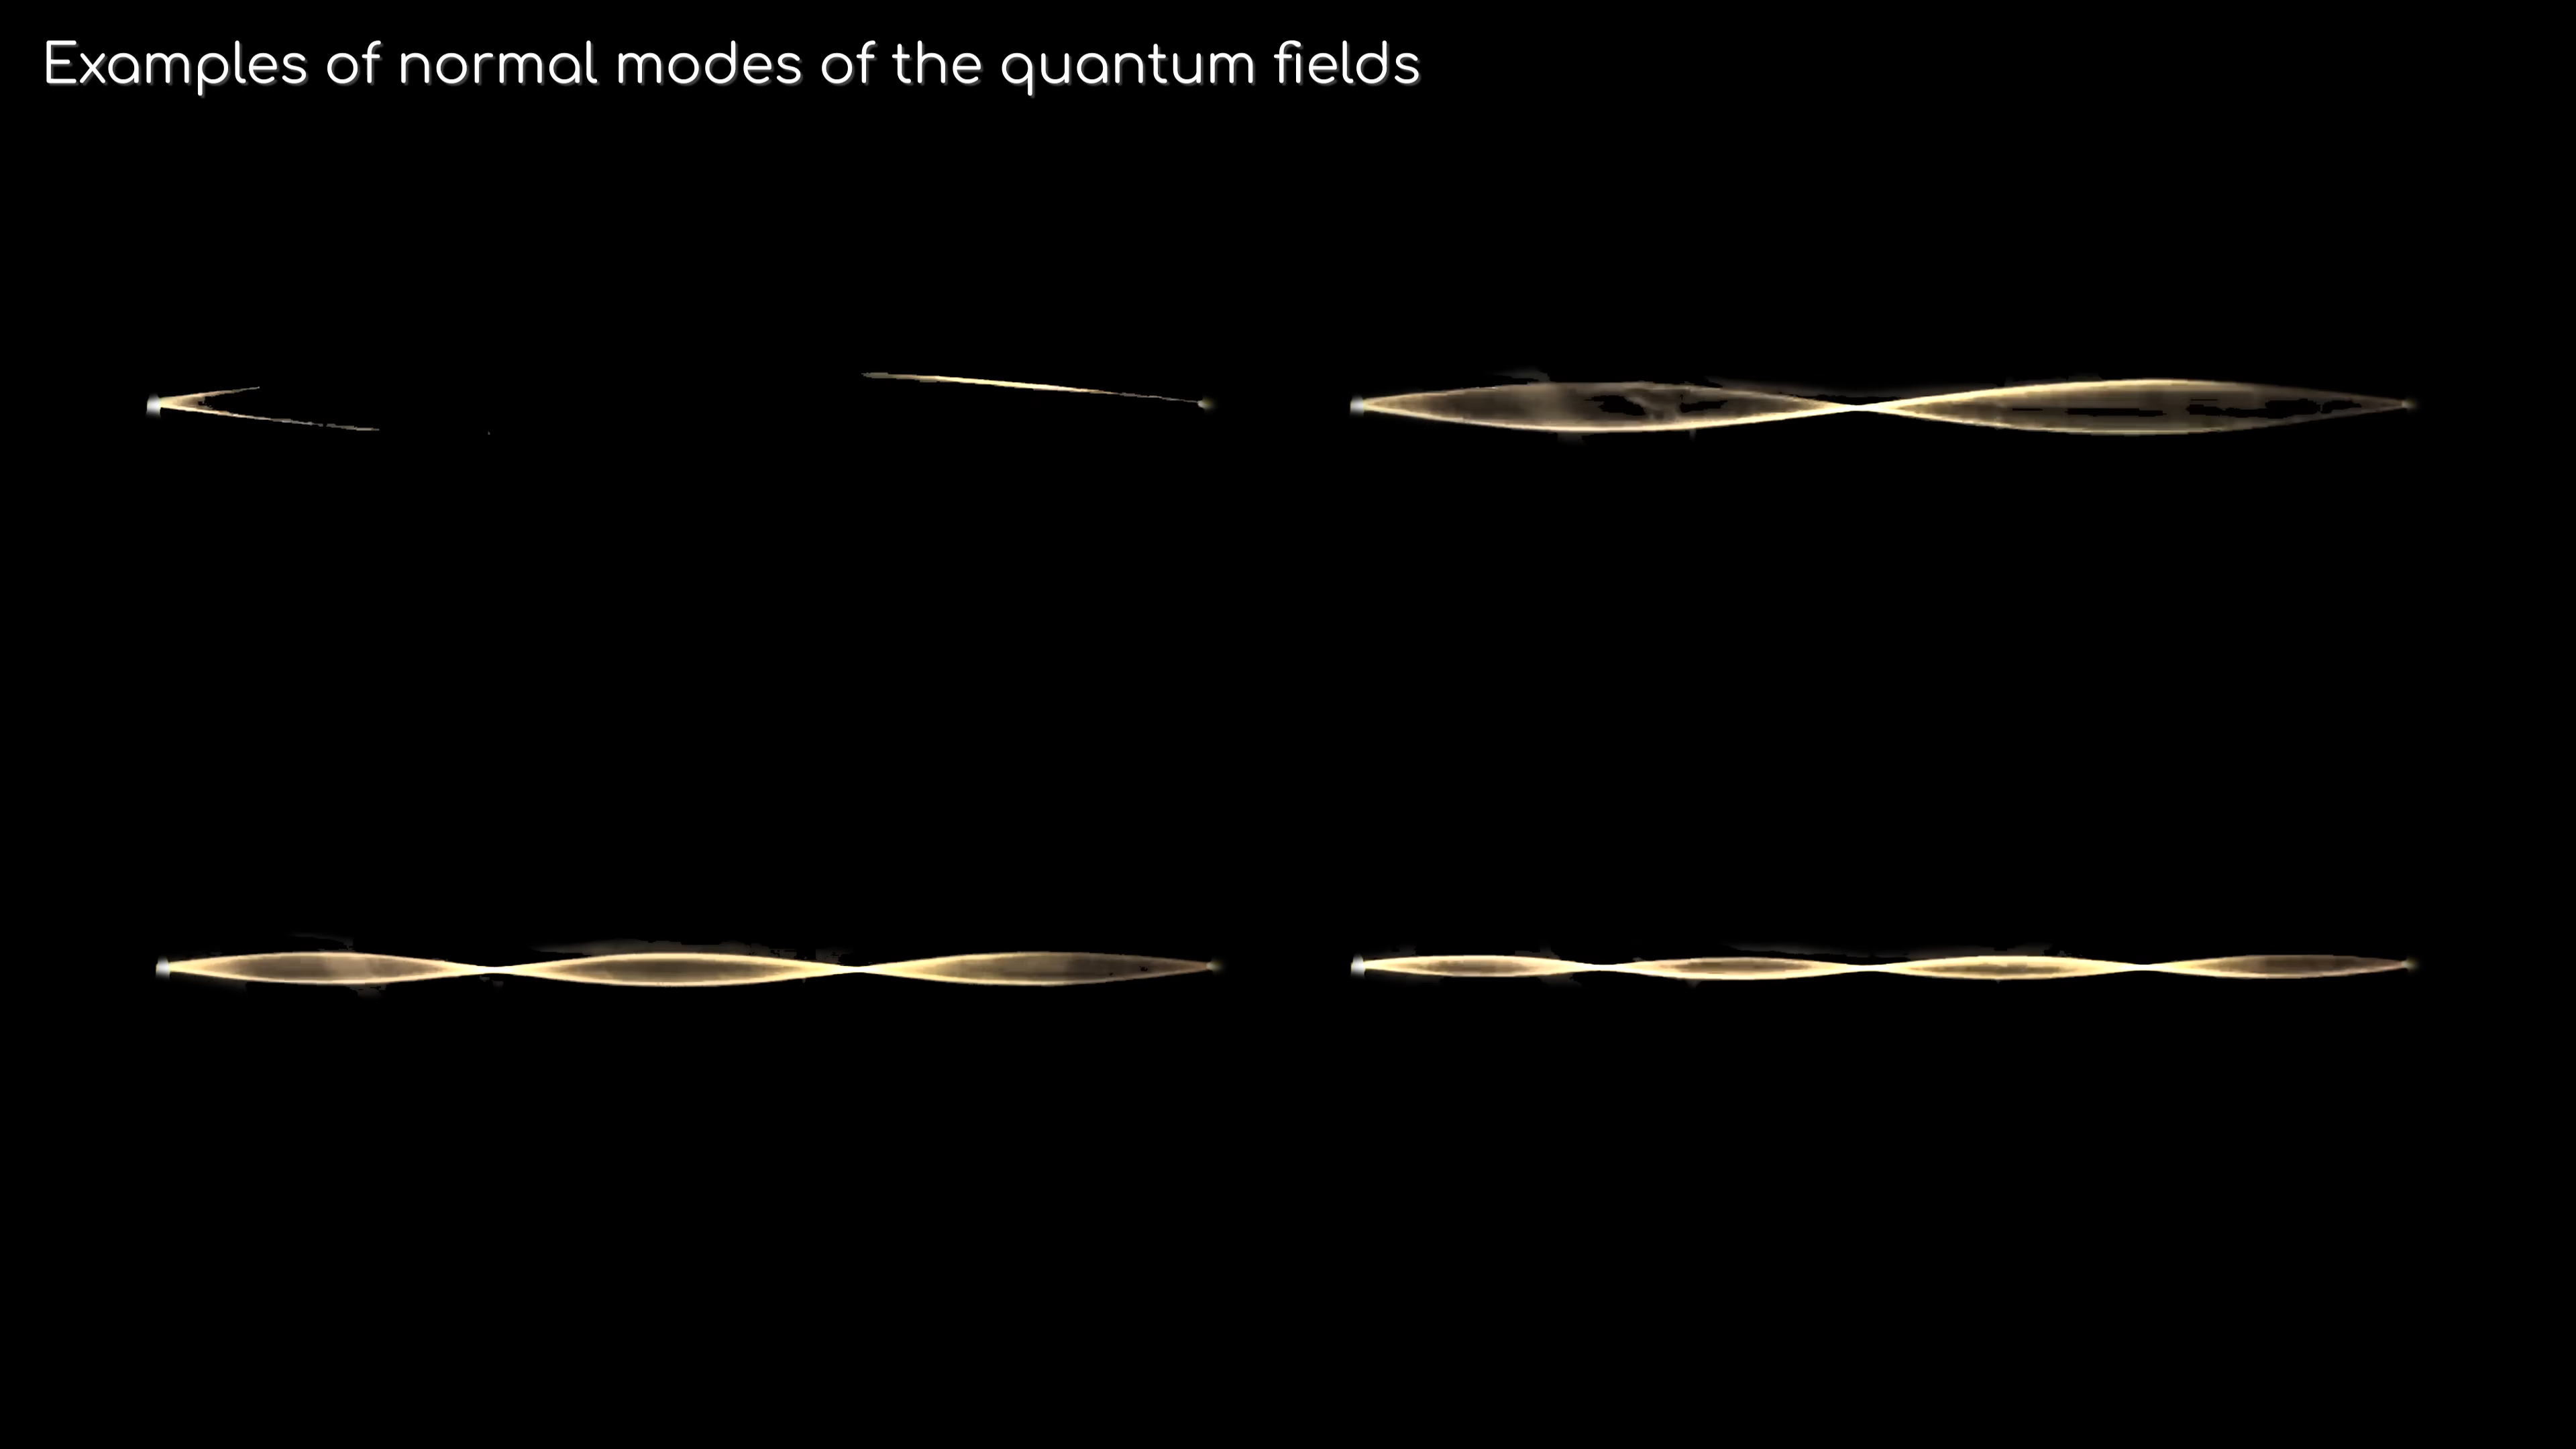 Examples of normal modes of the quantum fields